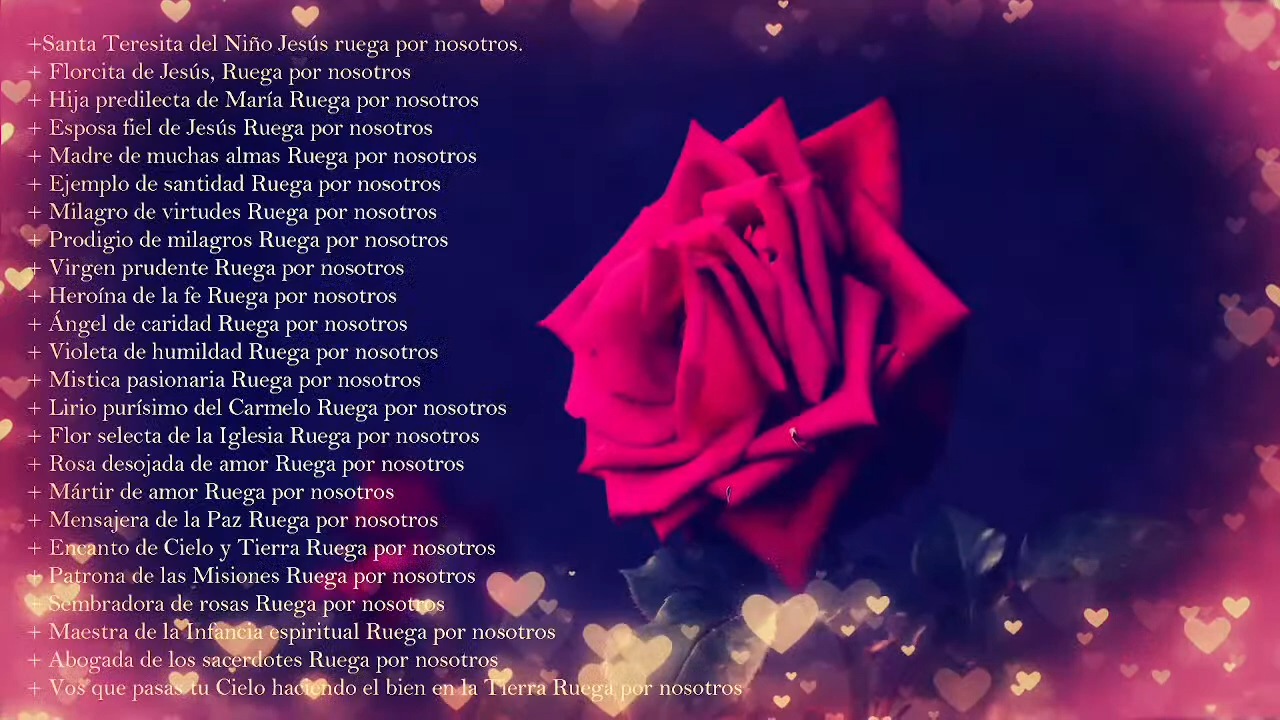 +Santa Teresita del Niño Jesús ruega por nosotros.
+ Florcita de Jesús, Ruega por nosotros
+ Hija predilecta de María Ruega por nosotros
+ Esposa fiel de Jesús Ruega por nosotros
+ Madre de muchas almas Ruega por nosotros
+ Ejemplo de santidad Ruega por nosotros
+ Milagro de virtudes Ruega por nosotros
+ Prodigio de milagros Ruega por nosotros
+ Virgen prudente Ruega por nosotros
+ Heroína de la fe Ruega por nosotros
+ Ángel de caridad Ruega por nosotros
+ Violeta de humildad Ruega por nosotros
+ Mistica pasionaria Ruega por nosotros
+ Lirio purísimo del Carmelo Ruega por nosotros
+ Flor selecta de la Iglesia Ruega por nosotros
+ Rosa desojada de amor Ruega por nosotros
+ Mártir de amor Ruega por nosotros
+ Mensajera de la Paz Ruega por nosotros
+ Encanto de Cielo y Tierra Ruega por nosotros
+ Patrona de las Misiones Ruega por nosotros
+ Sembradora de rosas Ruega por nosotros
+ Maestra de la Infancia espiritual Ruega por nosotros
+ Abogada de los sacerdotes Ruega por nosotros
+ Vos que pasas tu Cielo haciendo el bien en la Tierra Ruega por nosotros